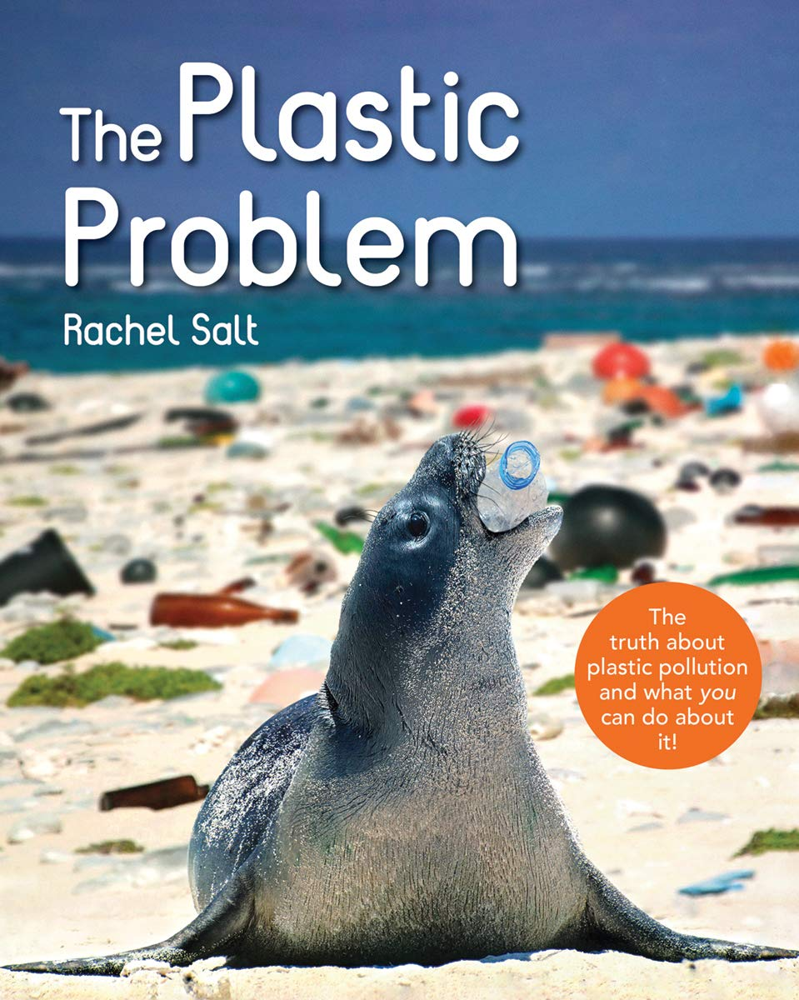 The Plastic
Problem
Rachel Salt
The
truth about
plastic pollution
and what you
can do about
it!